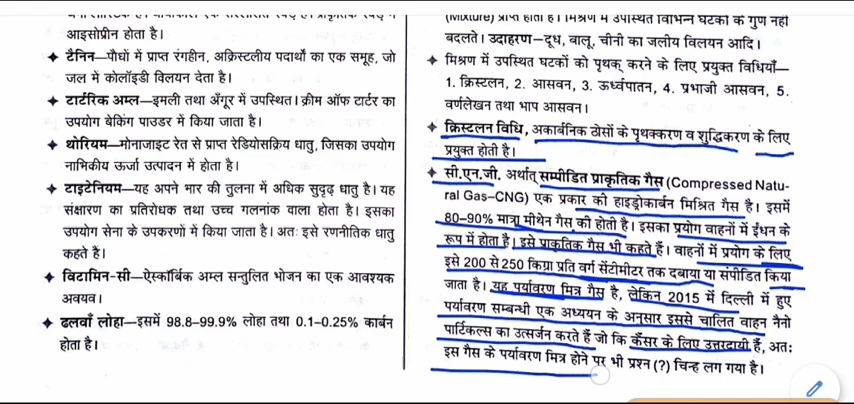 आइसोप्रीन होता है।
✦ टैनिन—पौधों में प्राप्त रंगहीन, अक्रिस्टलीय पदार्थों का एक समूह, जो
जल में कोलॉइडी विलयन देता है।
✦ टार्टरिक अम्ल—इमली तथा अँगूर में उपस्थित। क्रीम ऑफ टार्टर का
उपयोग बेकिंग पाउडर में किया जाता है।
✦ थोरियम—मोनाजाइट रेत से प्राप्त रेडियोसक्रिय धातु, जिसका उपयोग
नाभिकीय ऊर्जा उत्पादन में होता है।
✦ टाइटेनियम—यह अपने भार की तुलना में अधिक सुदृढ़ धातु है। यह
संक्षारण का प्रतिरोधक तथा उच्च गलनांक वाला होता है। इसका
उपयोग सेना के उपकरणों में किया जाता है। अतः इसे रणनीतिक धातु
कहते हैं।
✦ विटामिन-सी—ऐस्कॉर्बिक अम्ल सन्तुलित भोजन का एक आवश्यक
अवयव।
✦ ढलवाँ लोहा—इसमें 98.8–99.9% लोहा तथा 0.1–0.25% कार्बन
होता है।
(Mixture) प्राप्त होता है। मिश्रण में उपस्थित विभिन्न घटकों के गुण नहीं
बदलते। उदाहरण—दूध, बालू, चीनी का जलीय विलयन आदि।
✦ मिश्रण में उपस्थित घटकों को पृथक् करने के लिए प्रयुक्त विधियाँ—
1. क्रिस्टलन, 2. आसवन, 3. ऊर्ध्वपातन, 4. प्रभाजी आसवन, 5.
वर्णलेखन तथा भाप आसवन।
✦ क्रिस्टलन विधि, अकार्बनिक ठोसों के पृथक्करण व शुद्धिकरण के लिए
प्रयुक्त होती है।
✦ सी.एन.जी. अर्थात् सम्पीडित प्राकृतिक गैस (Compressed Natu-
ral Gas–CNG) एक प्रकार की हाइड्रोकार्बन मिश्रित गैस है। इसमें
80–90% मात्रा मीथेन गैस की होती है। इसका प्रयोग वाहनों में ईंधन के
रूप में होता है। इसे प्राकृतिक गैस भी कहते हैं। वाहनों में प्रयोग के लिए
इसे 200 से 250 किग्रा प्रति वर्ग सेंटीमीटर तक दबाया या संपीडित किया
जाता है। यह पर्यावरण मित्र गैस है, लेकिन 2015 में दिल्ली में हुए
पर्यावरण सम्बन्धी एक अध्ययन के अनुसार इससे चालित वाहन नैनो
पार्टिकल्स का उत्सर्जन करते हैं जो कि कैंसर के लिए उत्तरदायी हैं, अतः
इस गैस के पर्यावरण मित्र होने पर भी प्रश्न (?) चिन्ह लग गया है।